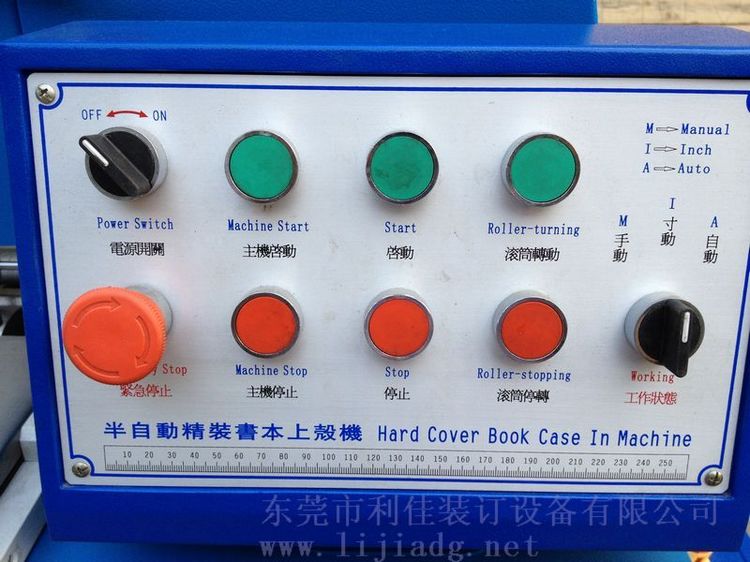 OFF ON
M Manual
I Inch
A Auto
Power Switch
電源開關
Machine Start
主機啓動
Start
啓動
Roller-turning
滚筒轉動
M 手動
I 寸動
A 自動
Stop
緊急停止
Machine Stop
主機停止
Stop
停止
Roller-stopping
滚筒停轉
Working
工作狀態
半自動精裝書本上殼機 Hard Cover Book Case In Machine
10 20 30 40 50 60 70 80 90 100 110 120 130 140 150 160 170 180 190 200 210 220 230 240 250
东莞市利佳装订设备有限公司
www.lijiadg.net